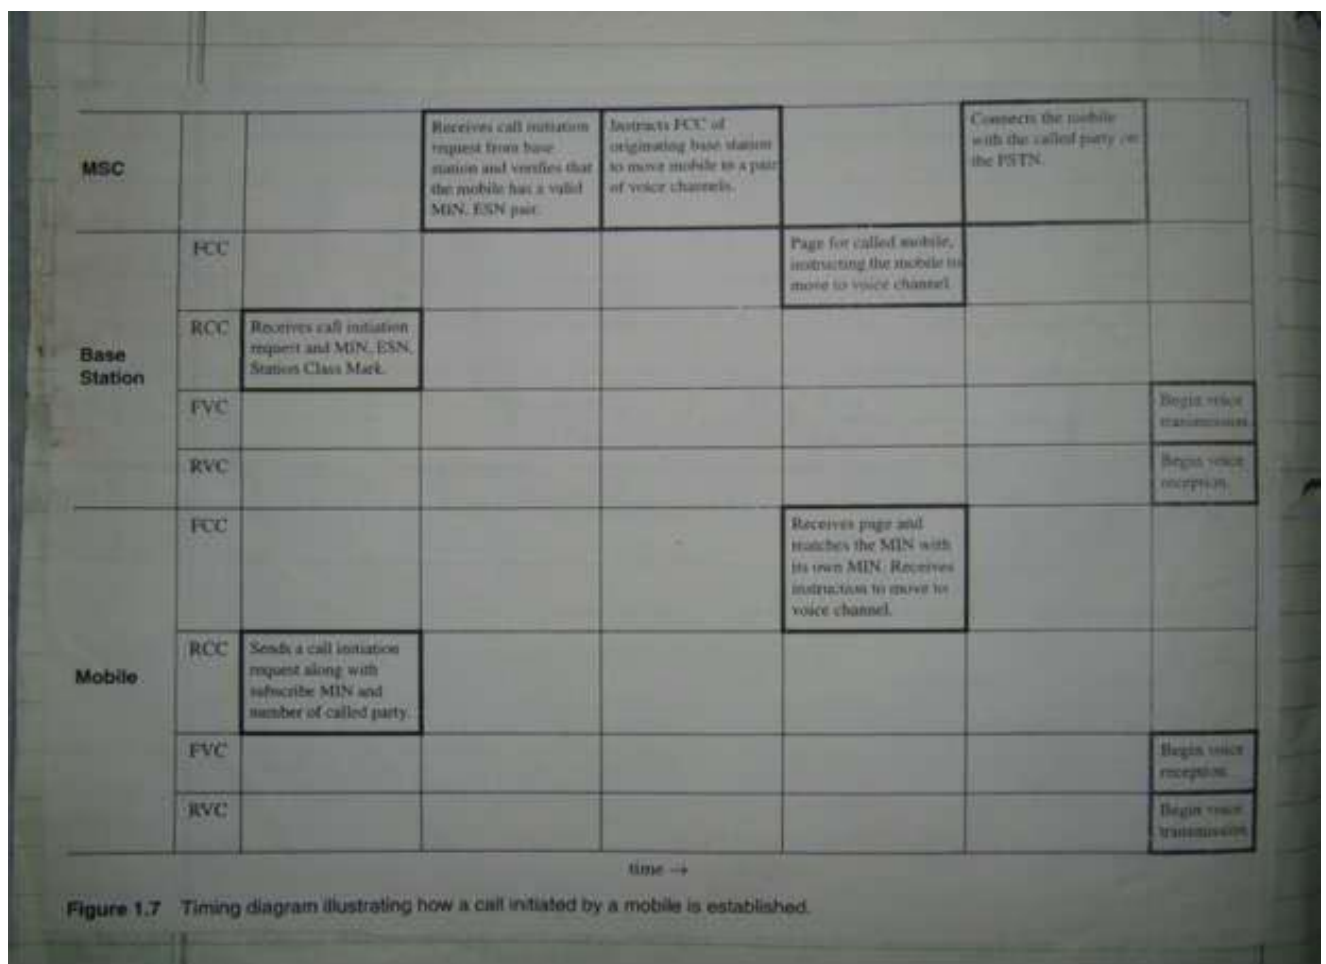 MSC
Receives call initiation
request from base
station and verifies that
the mobile has a valid
MIN, ESN pair.
Instructs FCC of
originating base station
to move mobile to a pair
of voice channels.
Connects the mobile
with the called party on
the PSTN.
Base
Station
FCC
Page for called mobile,
instructing the mobile to
move to voice channel.
RCC
Receives call initiation
request and MIN, ESN,
Station Class Mark.
FVC
Begin voice
transmission.
RVC
Begin voice
reception.
Mobile
FCC
Receives page and
matches the MIN with
its own MIN. Receives
instruction to move to
voice channel.
RCC
Sends a call initiation
request along with
subscribe MIN and
number of called party.
FVC
Begin voice
reception.
RVC
Begin voice
transmission.
time →
Figure 1.7 Timing diagram illustrating how a call initiated by a mobile is established.